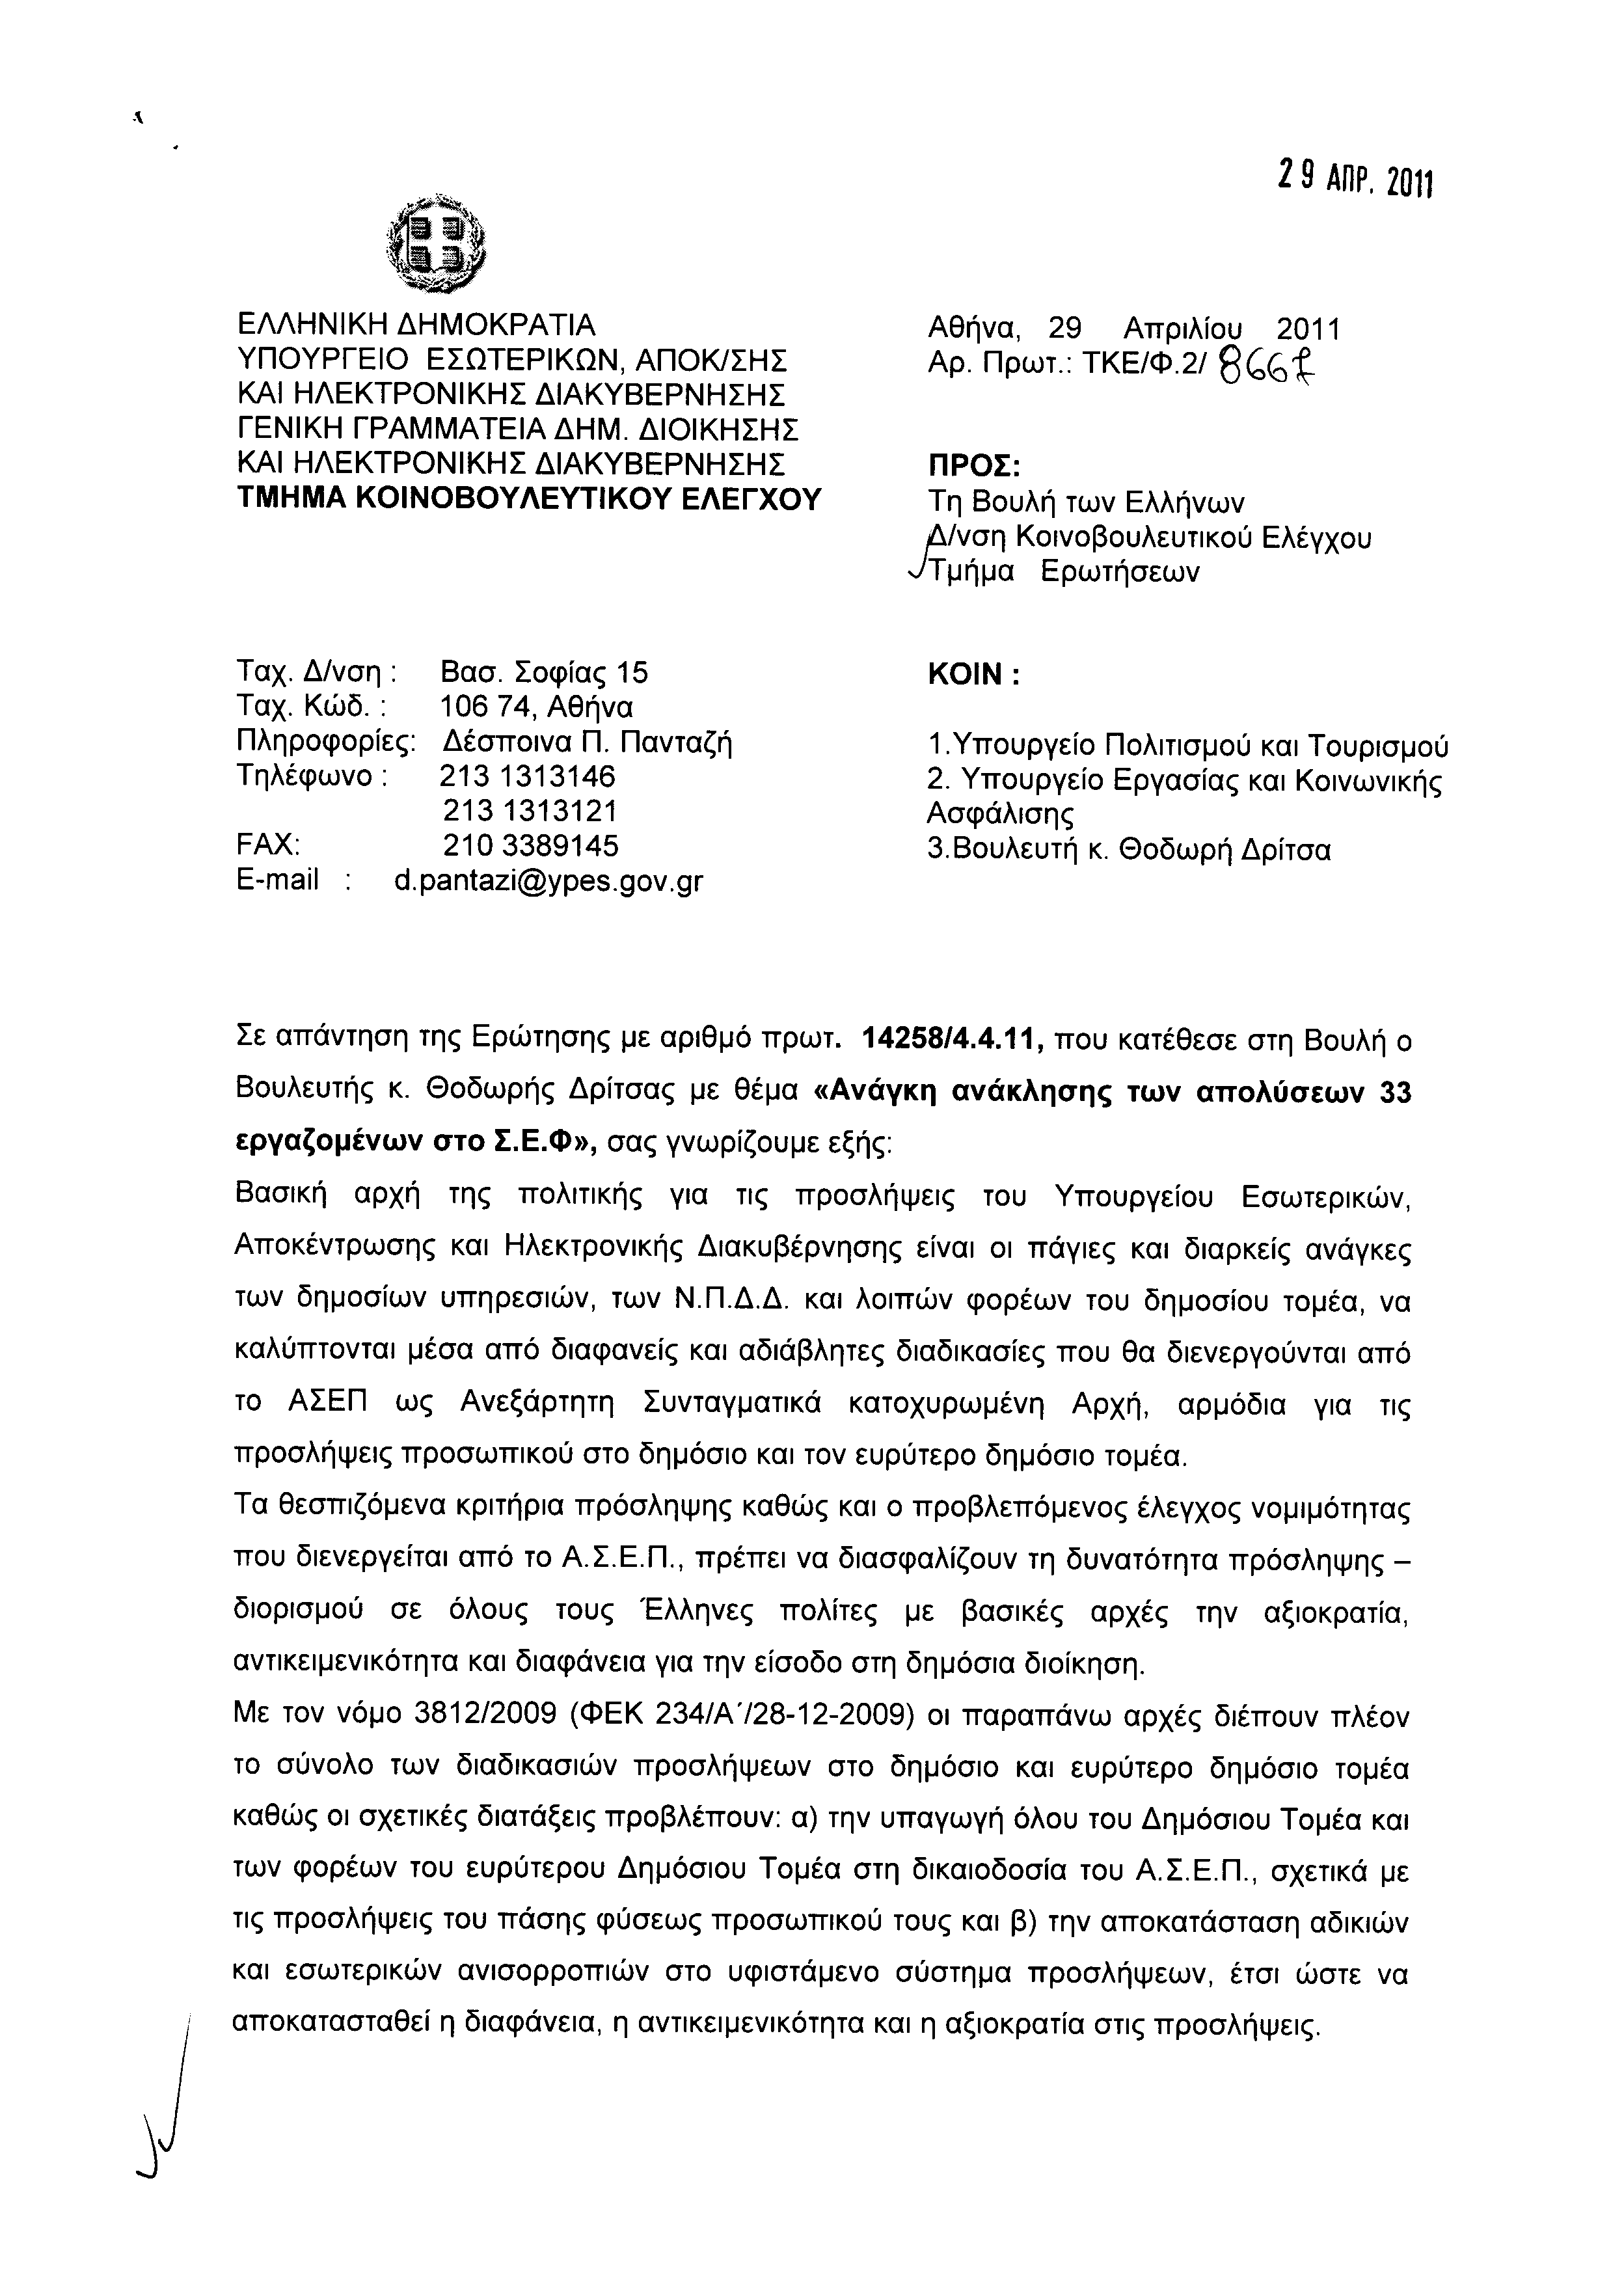 29 ΑΠΡ. 2011
ΕΛΛΗΝΙΚΗ ΔΗΜΟΚΡΑΤΙΑ
ΥΠΟΥΡΓΕΙΟ ΕΣΩΤΕΡΙΚΩΝ, ΑΠΟΚ/ΣΗΣ
ΚΑΙ ΗΛΕΚΤΡΟΝΙΚΗΣ ΔΙΑΚΥΒΕΡΝΗΣΗΣ
ΓΕΝΙΚΗ ΓΡΑΜΜΑΤΕΙΑ ΔΗΜ. ΔΙΟΙΚΗΣΗΣ
ΚΑΙ ΗΛΕΚΤΡΟΝΙΚΗΣ ΔΙΑΚΥΒΕΡΝΗΣΗΣ
ΤΜΗΜΑ ΚΟΙΝΟΒΟΥΛΕΥΤΙΚΟΥ ΕΛΕΓΧΟΥ
Αθήνα, 29 Απριλίου 2011
Αρ. Πρωτ.: ΤΚΕ/Φ.2/ 8667
ΠΡΟΣ:
Τη Βουλή των Ελλήνων
Δ/νση Κοινοβουλευτικού Ελέγχου
Τμήμα Ερωτήσεων
Ταχ. Δ/νση : Βασ. Σοφίας 15
Ταχ. Κώδ. : 106 74, Αθήνα
Πληροφορίες: Δέσποινα Π. Πανταζή
Τηλέφωνο : 213 1313146
213 1313121
FAX: 210 3389145
E-mail : d.pantazi@ypes.gov.gr
ΚΟΙΝ :
1.Υπουργείο Πολιτισμού και Τουρισμού
2. Υπουργείο Εργασίας και Κοινωνικής
Ασφάλισης
3.Βουλευτή κ. Θοδωρή Δρίτσα
Σε απάντηση της Ερώτησης με αριθμό πρωτ. 14258/4.4.11, που κατέθεσε στη Βουλή ο
Βουλευτής κ. Θοδωρής Δρίτσας με θέμα «Ανάγκη ανάκλησης των απολύσεων 33
εργαζομένων στο Σ.Ε.Φ», σας γνωρίζουμε εξής:
Βασική αρχή της πολιτικής για τις προσλήψεις του Υπουργείου Εσωτερικών,
Αποκέντρωσης και Ηλεκτρονικής Διακυβέρνησης είναι οι πάγιες και διαρκείς ανάγκες
των δημοσίων υπηρεσιών, των Ν.Π.Δ.Δ. και λοιπών φορέων του δημοσίου τομέα, να
καλύπτονται μέσα από διαφανείς και αδιάβλητες διαδικασίες που θα διενεργούνται από
το ΑΣΕΠ ως Ανεξάρτητη Συνταγματικά κατοχυρωμένη Αρχή, αρμόδια για τις
προσλήψεις προσωπικού στο δημόσιο και τον ευρύτερο δημόσιο τομέα.
Τα θεσπιζόμενα κριτήρια πρόσληψης καθώς και ο προβλεπόμενος έλεγχος νομιμότητας
που διενεργείται από το Α.Σ.Ε.Π., πρέπει να διασφαλίζουν τη δυνατότητα πρόσληψης –
διορισμού σε όλους τους Έλληνες πολίτες με βασικές αρχές την αξιοκρατία,
αντικειμενικότητα και διαφάνεια για την είσοδο στη δημόσια διοίκηση.
Με τον νόμο 3812/2009 (ΦΕΚ 234/Α΄/28-12-2009) οι παραπάνω αρχές διέπουν πλέον
το σύνολο των διαδικασιών προσλήψεων στο δημόσιο και ευρύτερο δημόσιο τομέα
καθώς οι σχετικές διατάξεις προβλέπουν: α) την υπαγωγή όλου του Δημόσιου Τομέα και
των φορέων του ευρύτερου Δημόσιου Τομέα στη δικαιοδοσία του Α.Σ.Ε.Π., σχετικά με
τις προσλήψεις του πάσης φύσεως προσωπικού τους και β) την αποκατάσταση αδικιών
και εσωτερικών ανισορροπιών στο υφιστάμενο σύστημα προσλήψεων, έτσι ώστε να
αποκατασταθεί η διαφάνεια, η αντικειμενικότητα και η αξιοκρατία στις προσλήψεις.